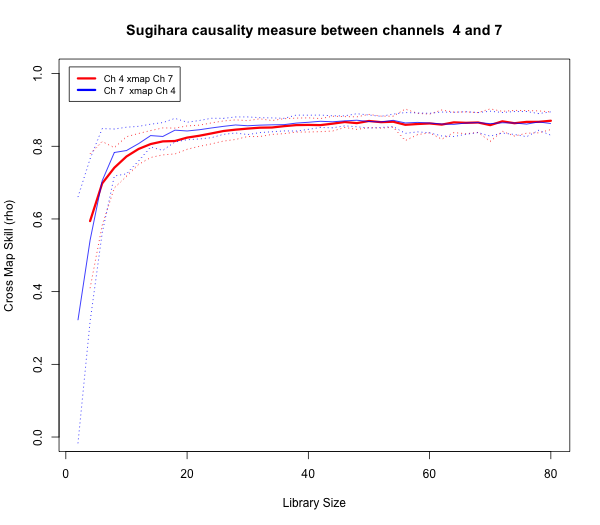 Sugihara causality measure between channels  4 and 7
Ch 4 xmap Ch 7
Ch 7  xmap Ch 4
Cross Map Skill (rho)
1.0
0.8
0.6
0.4
0.2
0.0
0 20 40 60 80
Library Size